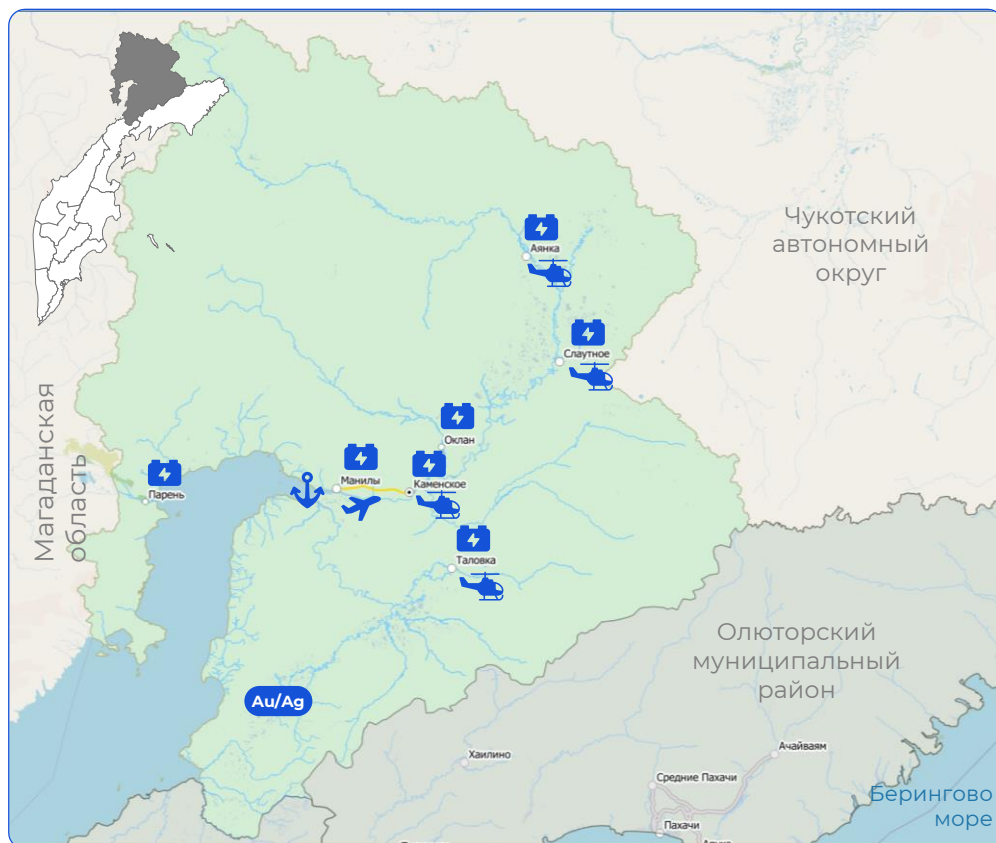 Чукотский
автономный
округ
Аянка
Слаутное
Магаданская
область
Оклан
Манилы
Каменское
Парень
Таловка
Олюторский
муниципальный
район
Au/Ag
Хаилино
Ачайваям
Средние Пахачи
Берингово
море
Пахачи